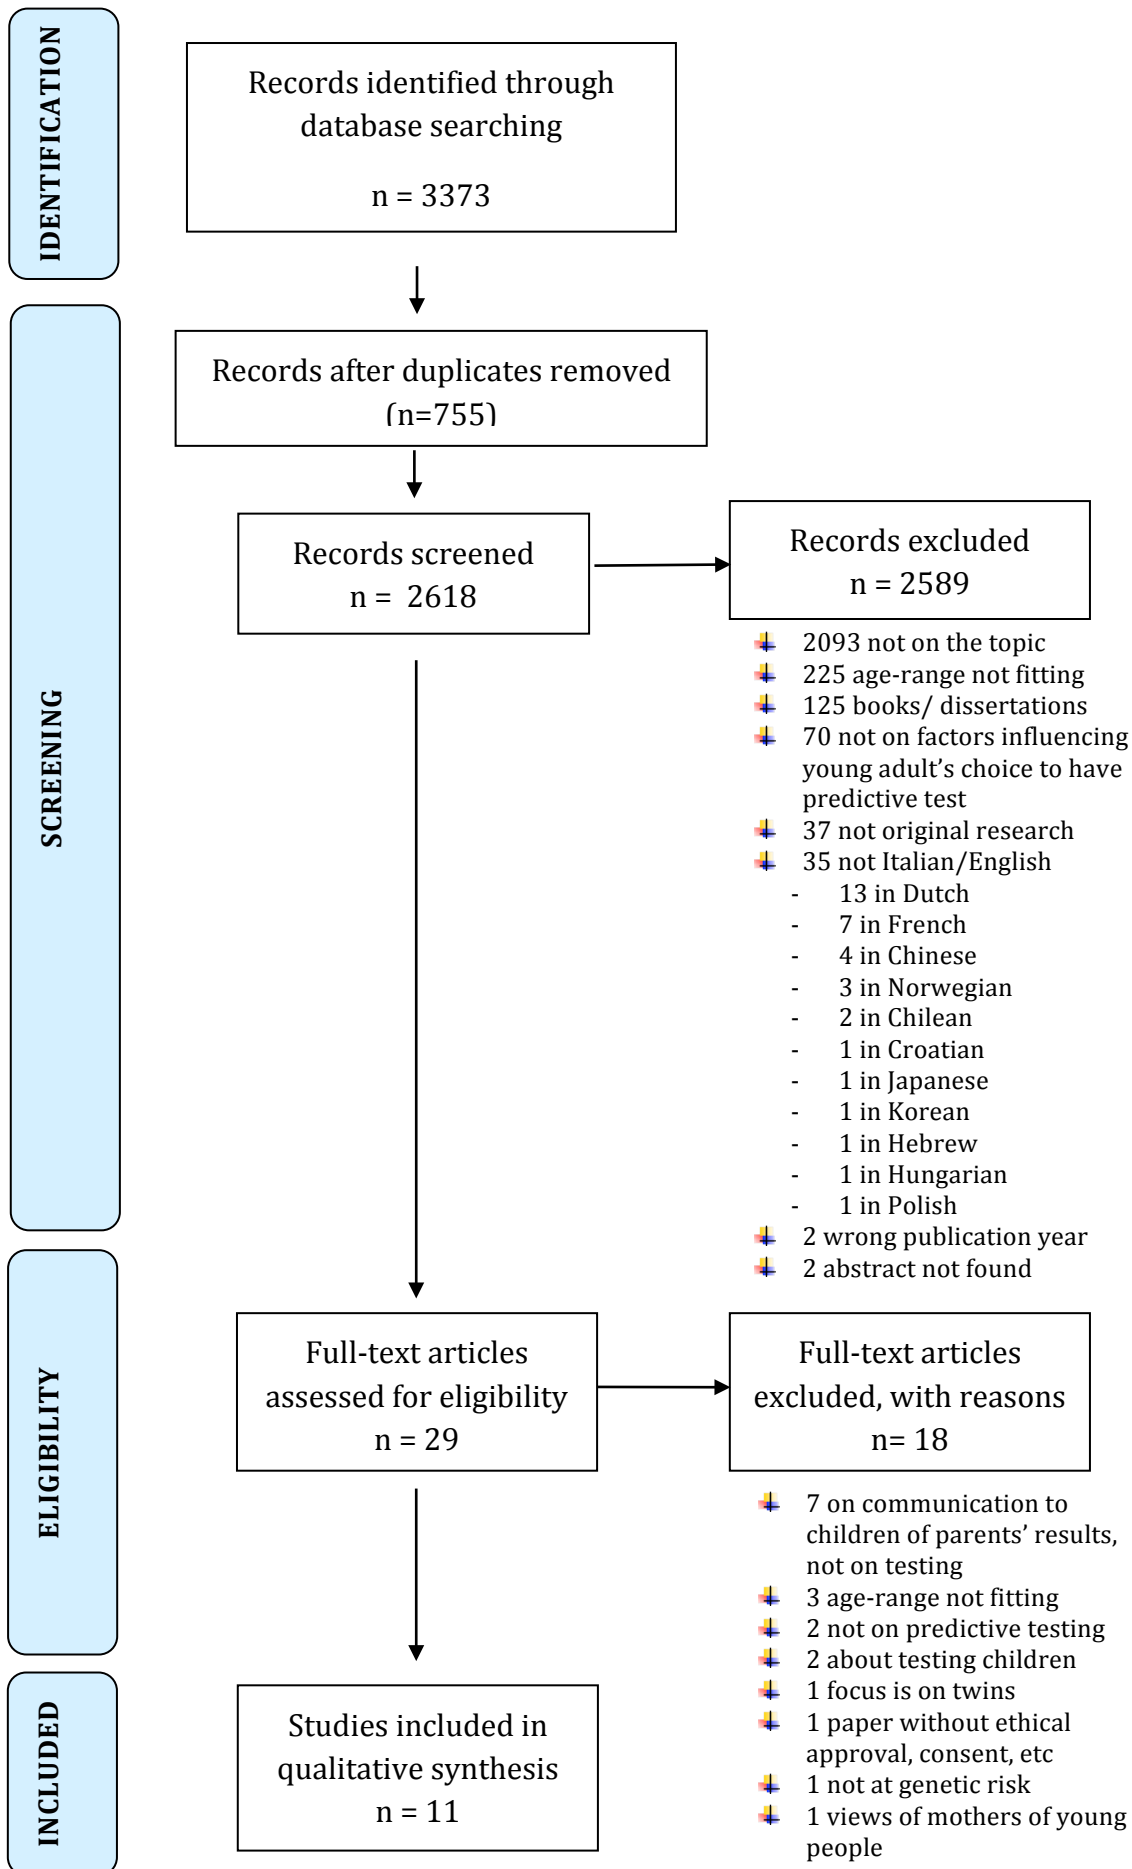 IDENTIFICATION
Records identified through
database searching
n = 3373
SCREENING
Records after duplicates removed
(n=755)
Records screened
n = 2618
Records excluded
n = 2589
2093 not on the topic
225 age-range not fitting
125 books/ dissertations
70 not on factors influencing
young adult’s choice to have
predictive test
37 not original research
35 not Italian/English
- 13 in Dutch
- 7 in French
- 4 in Chinese
- 3 in Norwegian
- 2 in Chilean
- 1 in Croatian
- 1 in Japanese
- 1 in Korean
- 1 in Hebrew
- 1 in Hungarian
- 1 in Polish
2 wrong publication year
2 abstract not found
ELIGIBILITY
Full-text articles
assessed for eligibility
n = 29
Full-text articles
excluded, with reasons
n= 18
7 on communication to
children of parents’ results,
not on testing
3 age-range not fitting
2 not on predictive testing
2 about testing children
1 focus is on twins
1 paper without ethical
approval, consent, etc
1 not at genetic risk
1 views of mothers of young
people
INCLUDED
Studies included in
qualitative synthesis
n = 11